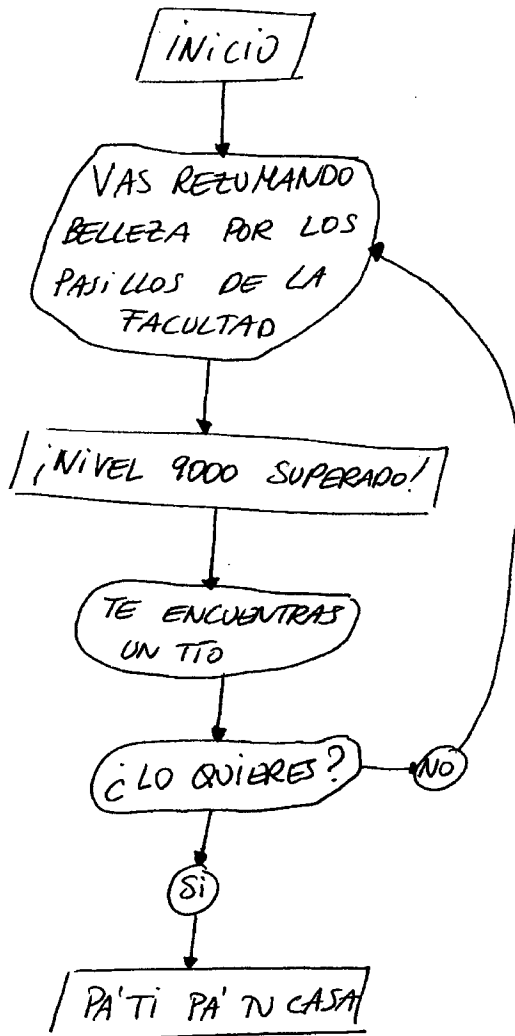 INICIO
VAS REZUMANDO
BELLEZA POR LOS
PASILLOS DE LA
FACULTAD
¡NIVEL 9000 SUPERADO!
TE ENCUENTRAS
UN TÍO
¿LO QUIERES?
NO
SI
PA' TI PA' TU CASA